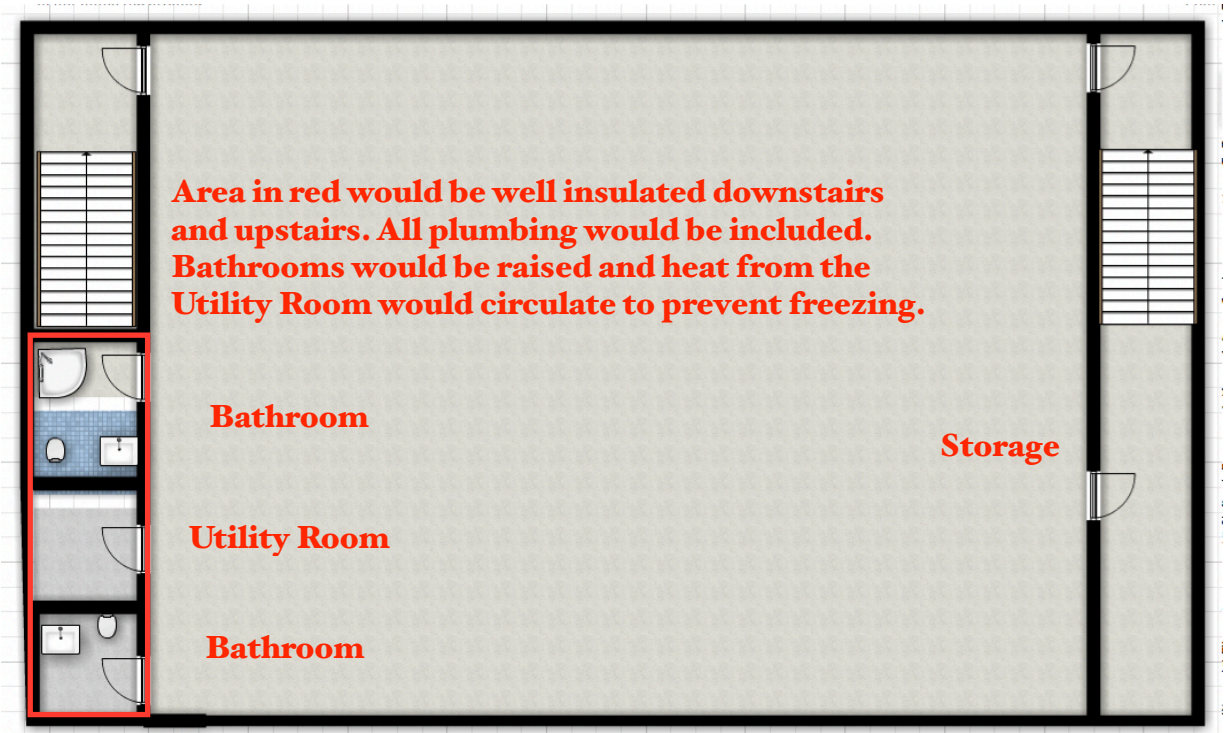 Area in red would be well insulated downstairs
and upstairs. All plumbing would be included.
Bathrooms would be raised and heat from the
Utility Room would circulate to prevent freezing.
Bathroom
Storage
Utility Room
Bathroom